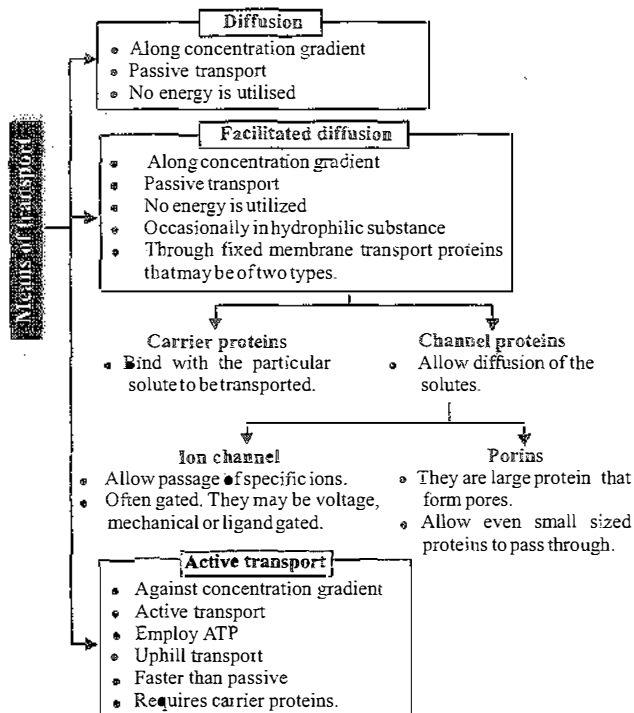 Means of transport
Diffusion
Along concentration gradient
Passive transport
No energy is utilised
Facilitated diffusion
Along concentration gradient
Passive transport
No energy is utilized
Occasionally in hydrophilic substance
Through fixed membrane transport proteins
that may be of two types.
Carrier proteins
Bind with the particular
solute to be transported.
Channel proteins
Allow diffusion of the
solutes.
Ion channel
Allow passage of specific ions.
Often gated. They may be voltage,
mechanical or ligand gated.
Porins
They are large protein that
form pores.
Allow even small sized
proteins to pass through.
Active transport
Against concentration gradient
Active transport
Employ ATP
Uphill transport
Faster than passive
Requires carrier proteins.